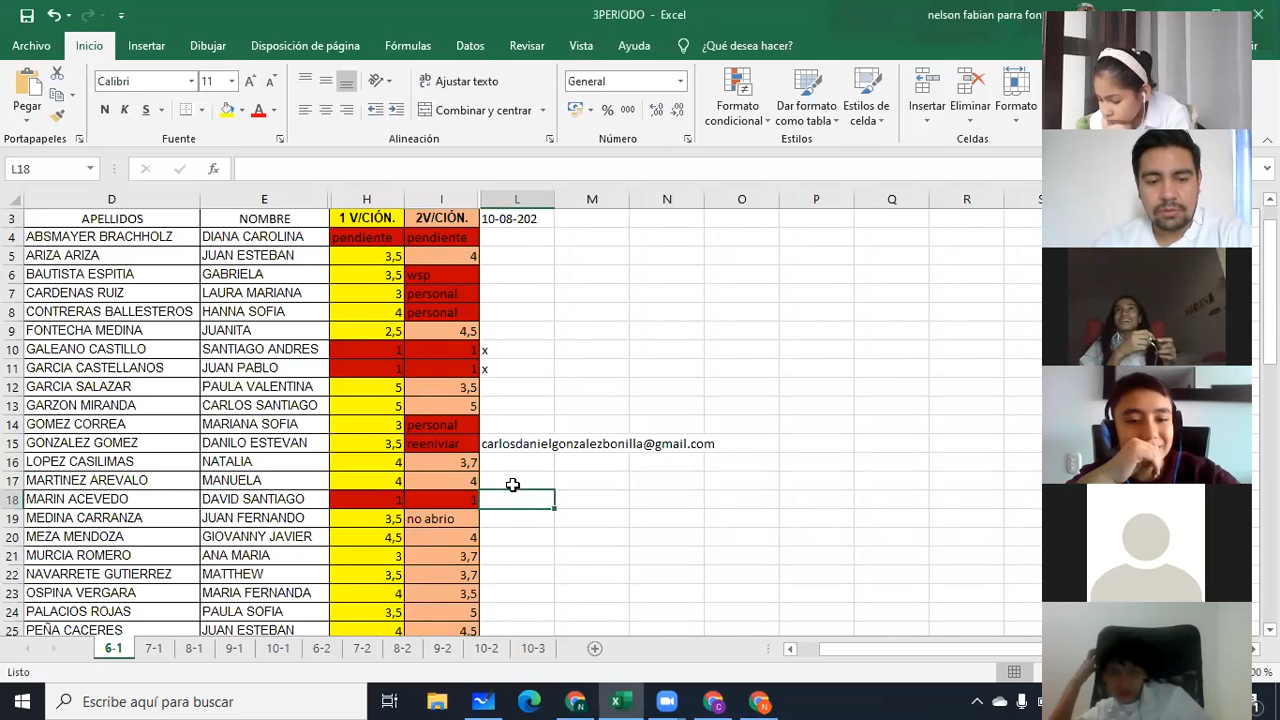 3PERIODO - Excel
nelson fabian parra fon
Archivo Inicio Insertar Dibujar Disposición de página Fórmulas Datos Revisar Vista Ayuda ¿Qué desea hacer?
Pegar
Calibri 11
N K S
Ajustar texto
Combinar y centrar
General
% 000
Formato condicional
Dar formato como tabla
Estilos de celda
Insertar Eliminar Formato
Portapapeles Fuente Alineación Número Estilos Celdas
L18
fx
D E H I L M N O P Q R S
3 APELLIDOS NOMBRE 1 V/CIÓN. 2V/CIÓN. 10-08-202
4 ABSMAYER BRACHHOLZ DIANA CAROLINA pendiente pendiente
5 ARIZA ARIZA JUAN ESTEBAN 3,5 4
6 BAUTISTA ESPITIA GABRIELA 3,5 wsp
7 CARDENAS RUIZ LAURA MARIANA 3 personal
8 CONTRERAS BALLESTEROS HANNA SOFIA 4 personal
9 FONTECHA MEDINA JUANITA 2,5 4,5
10 GALEANO CASTILLO SANTIAGO ANDRES 1 1 x
11 GARCIA CASTELLANOS JUAN PABLO 1 1 x
12 GARCIA SALAZAR PAULA VALENTINA 5 3,5
13 GARZON MIRANDA CARLOS SANTIAGO 5 5
14 GOMEZ CORREA MARIANA SOFIA 3 personal
15 GONZALEZ GOMEZ DANILO ESTEVAN 3,5 reeniviar carlosdanielgonzalezbonilla@gmail.com
16 LOPEZ CASILIMAS NATALIA 4 3,7
17 MARTINEZ AREVALO MANUELA 4 4
18 MARIN ACEVEDO DAVID SANTIAGO 1 1
19 MEDINA CARRANZA JUAN FERNANDO 3,5 no abrio
20 MEZA MENDOZA GIOVANNY JAVIER 4,5 4
21 MURCIA ROMERO ANA MARIA 3 3,7
22 NAVARRETE GUTIERREZ MATTHEW 3,5 3,7
23 OSPINA VERGARA MARIA FERNANDA 4 3,5
24 PALACIOS ROJAS PAULA SOFIA 3,5 5
25 PEÑA CACERES JUAN ESTEBAN 4 4,5
6-1 7-1 8-1 9-1 10-1 6-2 7-2 8-2 9-2 10-2 10-3
Listo
Escribe aquí para buscar